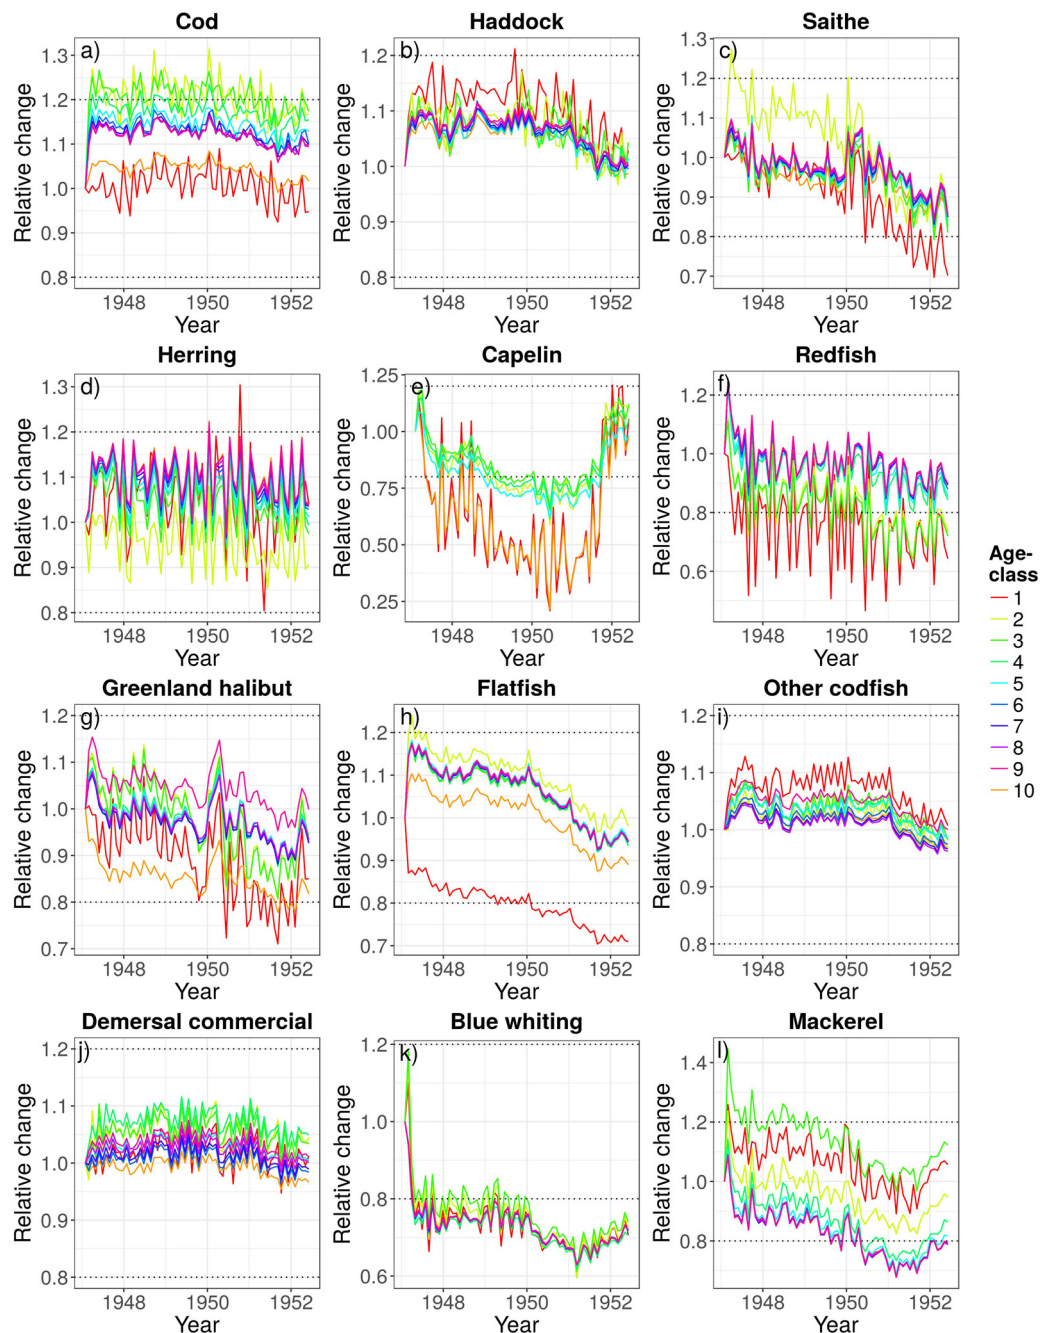 Cod
Haddock
Saithe
a)
b)
c)
1.3
1.2
1.1
1.0
0.9
0.8
1.2
1.1
1.0
0.9
0.8
1.3
1.2
1.1
1.0
0.9
0.8
0.7
Relative change
Relative change
Relative change
1948 1950 1952
1948 1950 1952
1948 1950 1952
Year
Year
Year
Herring
Capelin
Redfish
d)
e)
f)
1.3
1.2
1.1
1.0
0.9
0.8
1.25
1.00
0.75
0.50
0.25
1.2
1.0
0.8
0.6
Relative change
Relative change
Relative change
1948 1950 1952
1948 1950 1952
1948 1950 1952
Year
Year
Year
Greenland halibut
Flatfish
Other codfish
g)
h)
i)
1.2
1.1
1.0
0.9
0.8
0.7
1.2
1.1
1.0
0.9
0.8
0.7
1.2
1.1
1.0
0.9
0.8
Relative change
Relative change
Relative change
1948 1950 1952
1948 1950 1952
1948 1950 1952
Year
Year
Year
Demersal commercial
Blue whiting
Mackerel
j)
k)
l)
1.2
1.1
1.0
0.9
0.8
1.2
1.0
0.8
0.6
1.4
1.2
1.0
0.8
Relative change
Relative change
Relative change
1948 1950 1952
1948 1950 1952
1948 1950 1952
Year
Year
Year
Age-
class
1
2
3
4
5
6
7
8
9
10